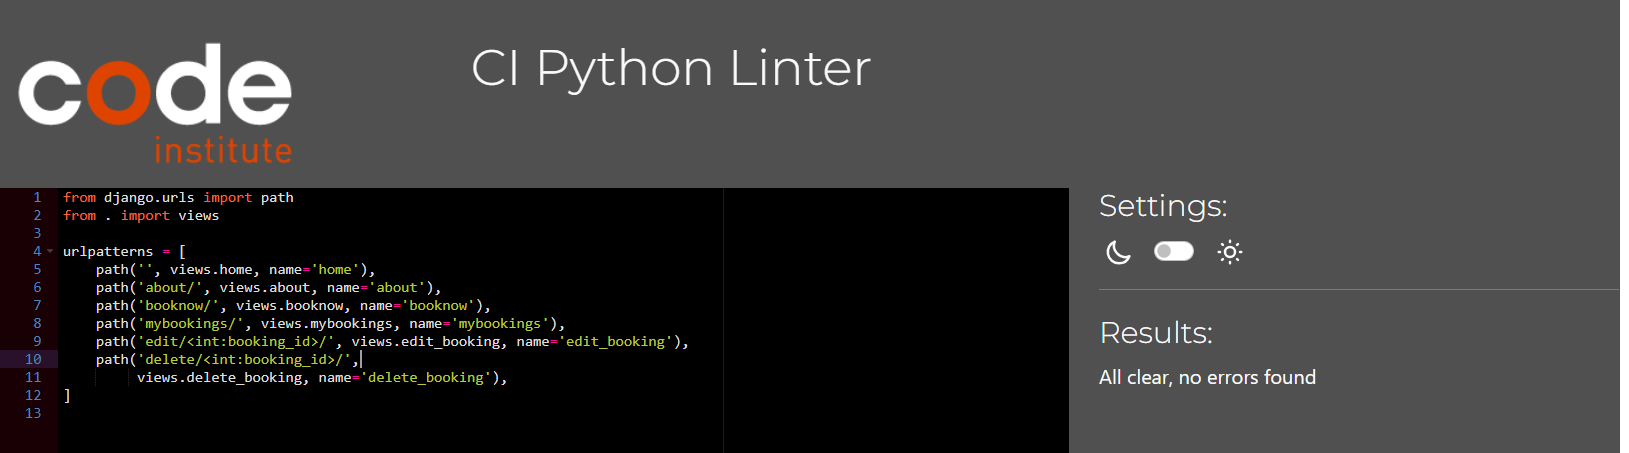 code
institute
CI Python Linter
1 from django.urls import path
2 from . import views
3
4 urlpatterns = [
5     path('', views.home, name='home'),
6     path('about/', views.about, name='about'),
7     path('booknow/', views.booknow, name='booknow'),
8     path('mybookings/', views.mybookings, name='mybookings'),
9     path('edit/<int:booking_id>/', views.edit_booking, name='edit_booking'),
10     path('delete/<int:booking_id>/',
11          views.delete_booking, name='delete_booking'),
12 ]
13
Settings:
Results:
All clear, no errors found